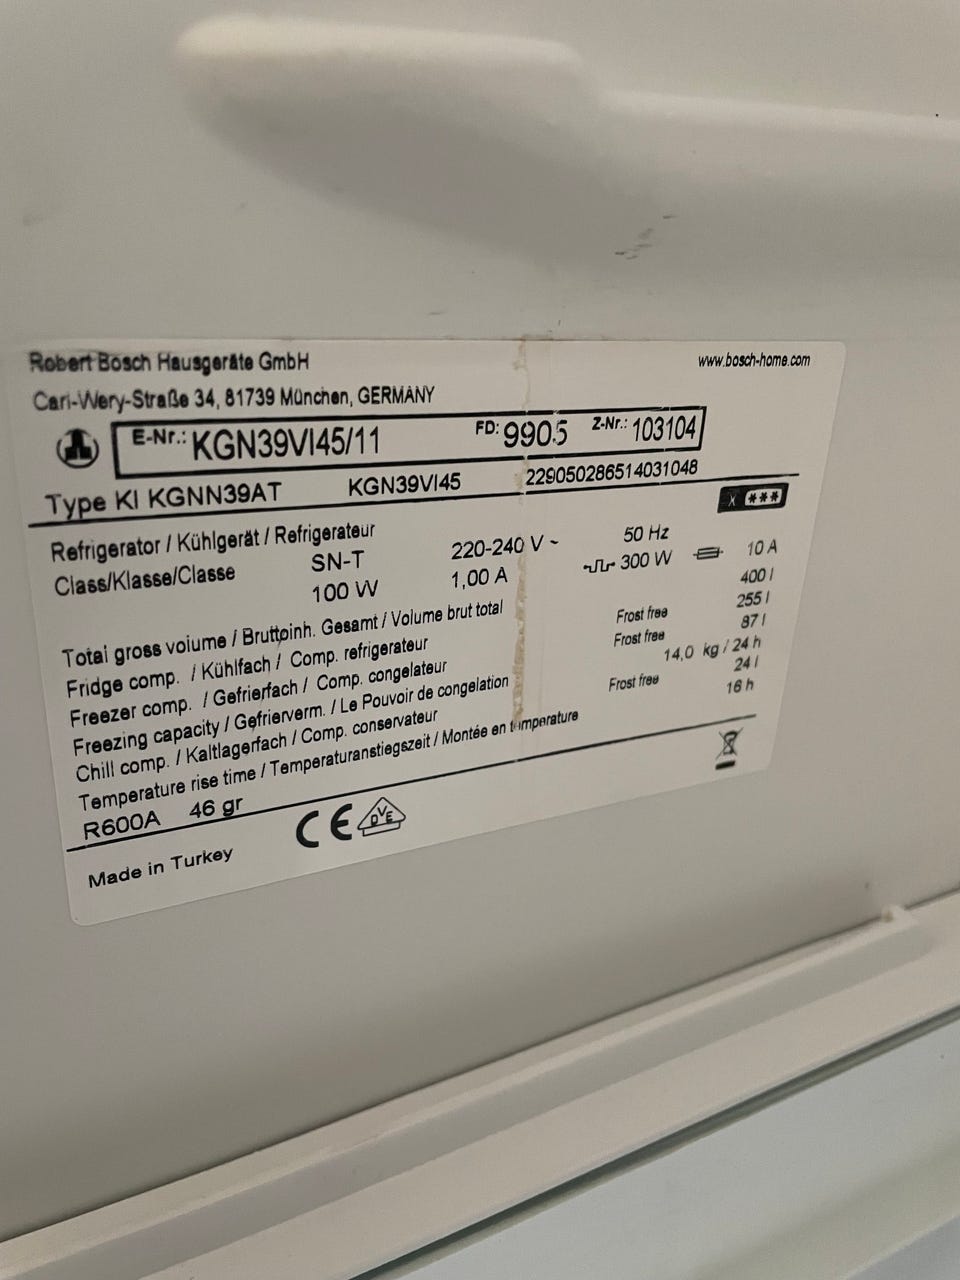 Robert Bosch Hausgeräte GmbH www.bosch-home.com
Carl-Wery-Straße 34, 81739 München, GERMANY
E-Nr.: KGN39VI45/11 FD: 9905 Z-Nr.: 103104
Type KI KGNN39AT KGN39VI45 229050286514031048
Refrigerator / Kühlgerät / Refrigerateur
Class/Klasse/Classe SN-T 220-240 V ~ 50 Hz
100 W 1,00 A 300 W 10 A
Total gross volume / Bruttoinh. Gesamt / Volume brut total 400 l
Fridge comp. / Kühlfach / Comp. refrigerateur Frost free 255 l
Freezer comp. / Gefrierfach / Comp. congelateur Frost free 87 l
Freezing capacity / Gefrierverm. / Le Pouvoir de congelation 14,0 kg / 24 h
Chill comp. / Kaltlagerfach / Comp. conservateur Frost free 24 l
Temperature rise time / Temperaturanstiegszeit / Montée en temperature 16 h
R600A 46 gr
CE DVE
Made in Turkey